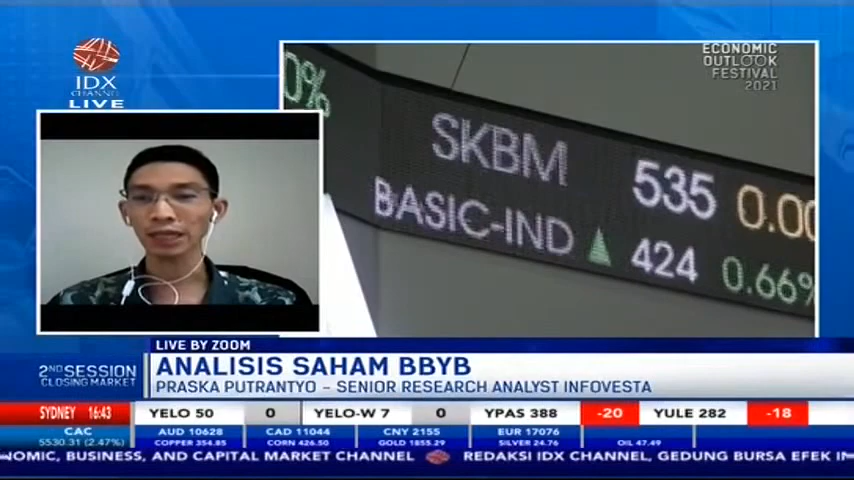 IDX
CHANNEL
LIVE
ECONOMIC
OUTLOOK
FESTIVAL
2021
0%
SKBM 535 0.00
BASIC-IND ▲ 424 0.66%
LIVE BY ZOOM
2ND SESSION
CLOSING MARKET
ANALISIS SAHAM BBYB
PRASKA PUTRANTYO – SENIOR RESEARCH ANALYST INFOVESTA
SYDNEY 16:43 YELO 50 0 YELO-W 7 0 YPAS 388 -20 YULE 282 -18
CAC AUD 10628 CAD 11044 CNY 2155 EUR 17076
5530.31 (2.47%) COPPER 354.85 CORN 426.50 GOLD 1855.29 SILVER 24.76 OIL 47.49
NOMIC, BUSINESS, AND CAPITAL MARKET CHANNEL REDAKSI IDX CHANNEL, GEDUNG BURSA EFEK IN